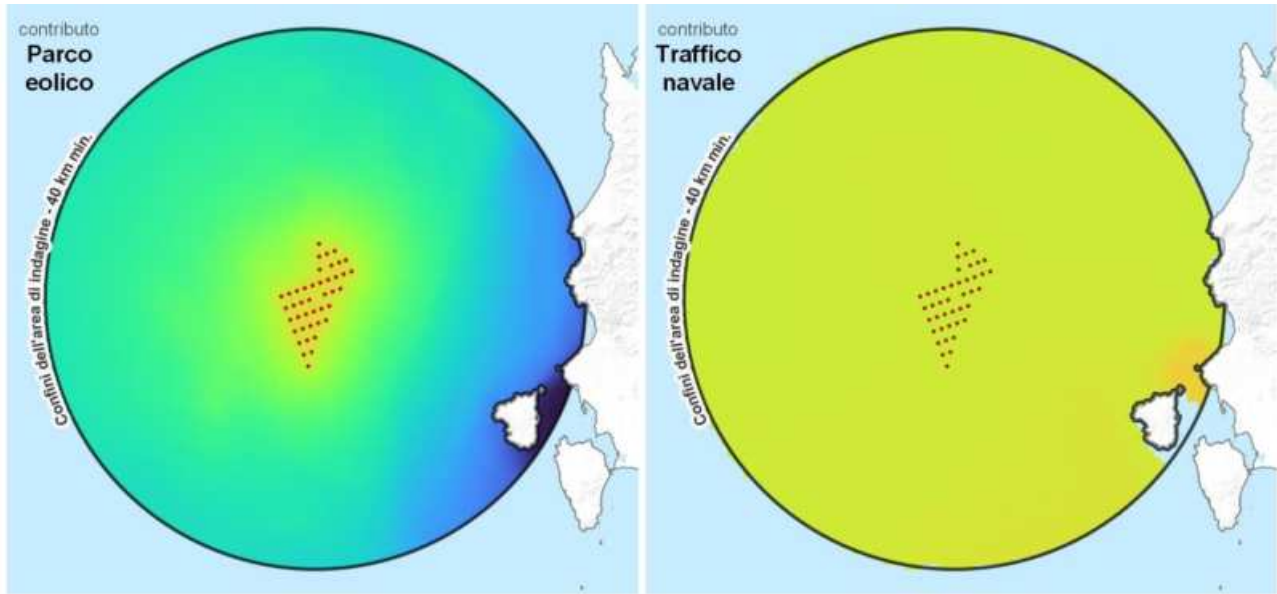 contributo
Parco
eolico
Confini dell'area di indagine - 40 km min.
contributo
Traffico
navale
Confini dell'area di indagine - 40 km min.